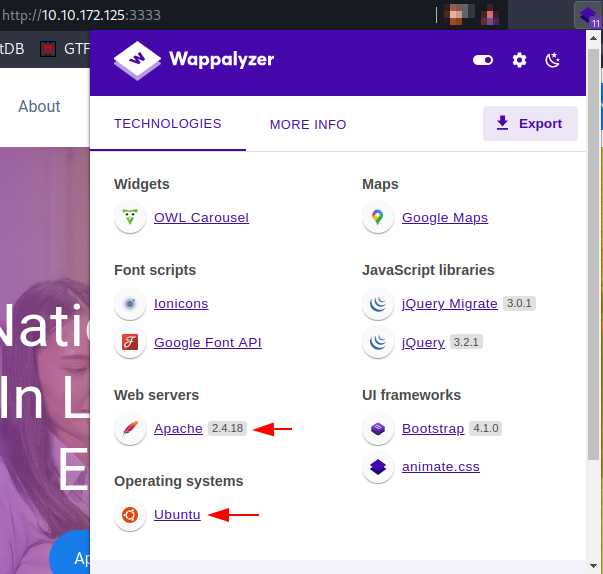 http://10.10.172.125:3333
11
tDB
GTF
Wappalyzer
About
TECHNOLOGIES
MORE INFO
Export
Widgets
OWL Carousel
Maps
Google Maps
Font scripts
Ionicons
Google Font API
JavaScript libraries
jQuery Migrate 3.0.1
jQuery 3.2.1
Web servers
Apache 2.4.18
UI frameworks
Bootstrap 4.1.0
animate.css
Operating systems
Ubuntu
Natio
In L
E
Ap